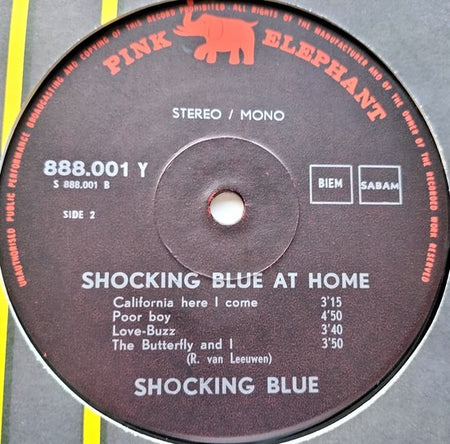 UNAUTHORISED PUBLIC PERFORMANCE BROADCASTING AND COPYING OF THIS RECORD PROHIBITED - ALL RIGHTS OF THE MANUFACTURER AND OF THE OWNER OF THE RECORDED WORK RESERVED
PINK ELEPHANT
STEREO / MONO
888.001 Y
S 888.001 B
BIEM
SABAM
SIDE 2
SHOCKING BLUE AT HOME
California here I come 3'15
Poor boy 4'50
Love-Buzz 3'40
The Butterfly and I 3'50
(R. van Leeuwen)
SHOCKING BLUE